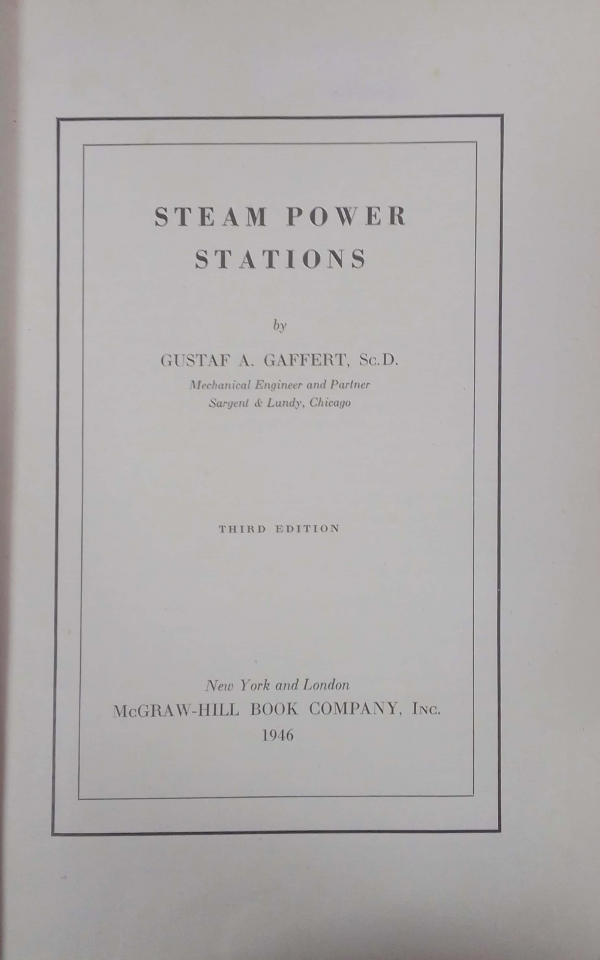 STEAM POWER
STATIONS
by
GUSTAF A. GAFFERT, Sc.D.
Mechanical Engineer and Partner
Sargent & Lundy, Chicago
THIRD EDITION
New York and London
McGRAW-HILL BOOK COMPANY, Inc.
1946